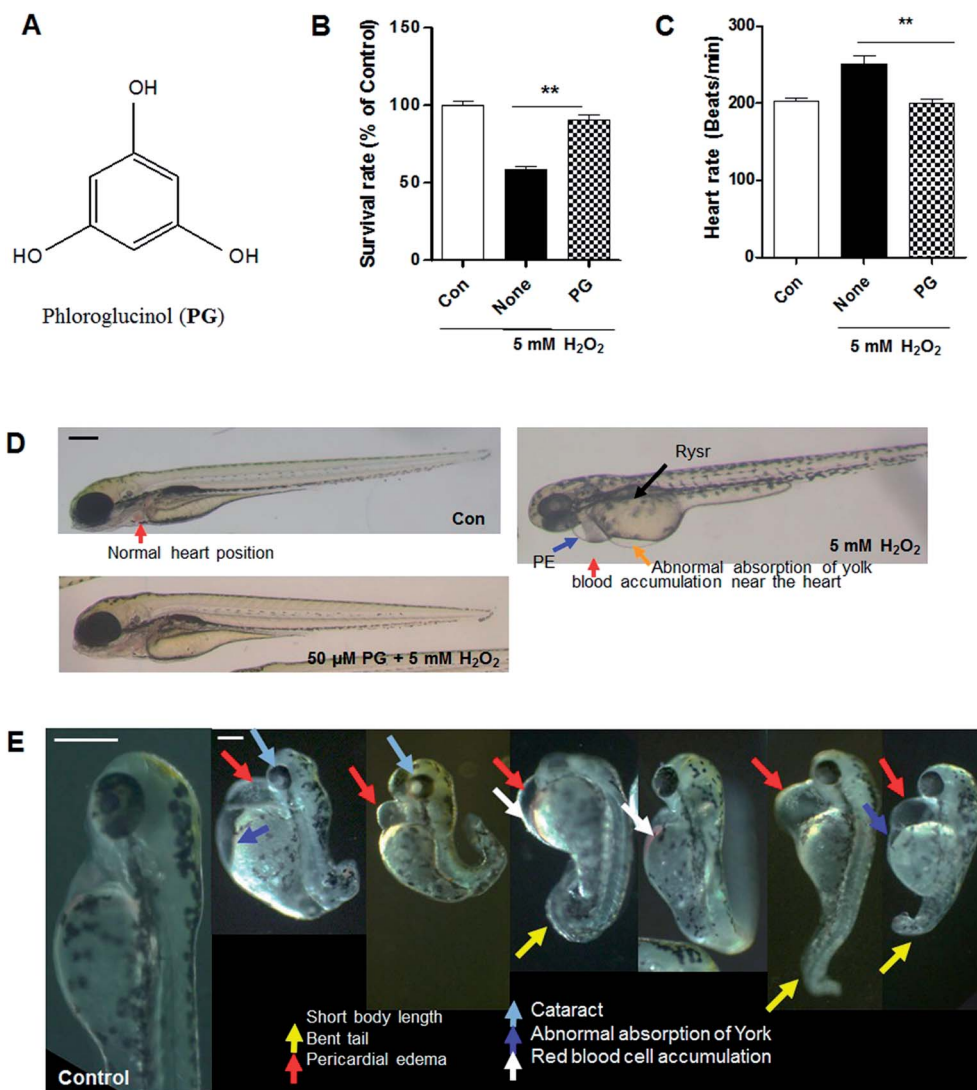 A
OH
HO
OH
Phloroglucinol (PG)
B
Survival rate (% of Control)
150
100
50
0
**
Con
None
PG
5 mM H₂O₂
C
Heart rate (Beats/min)
300
200
100
0
**
Con
None
PG
5 mM H₂O₂
D
Con
Normal heart position
Rysr
PE
5 mM H₂O₂
Abnormal absorption of yolk
blood accumulation near the heart
50 µM PG + 5 mM H₂O₂
E
Control
Short body length
Bent tail
Pericardial edema
Cataract
Abnormal absorption of York
Red blood cell accumulation